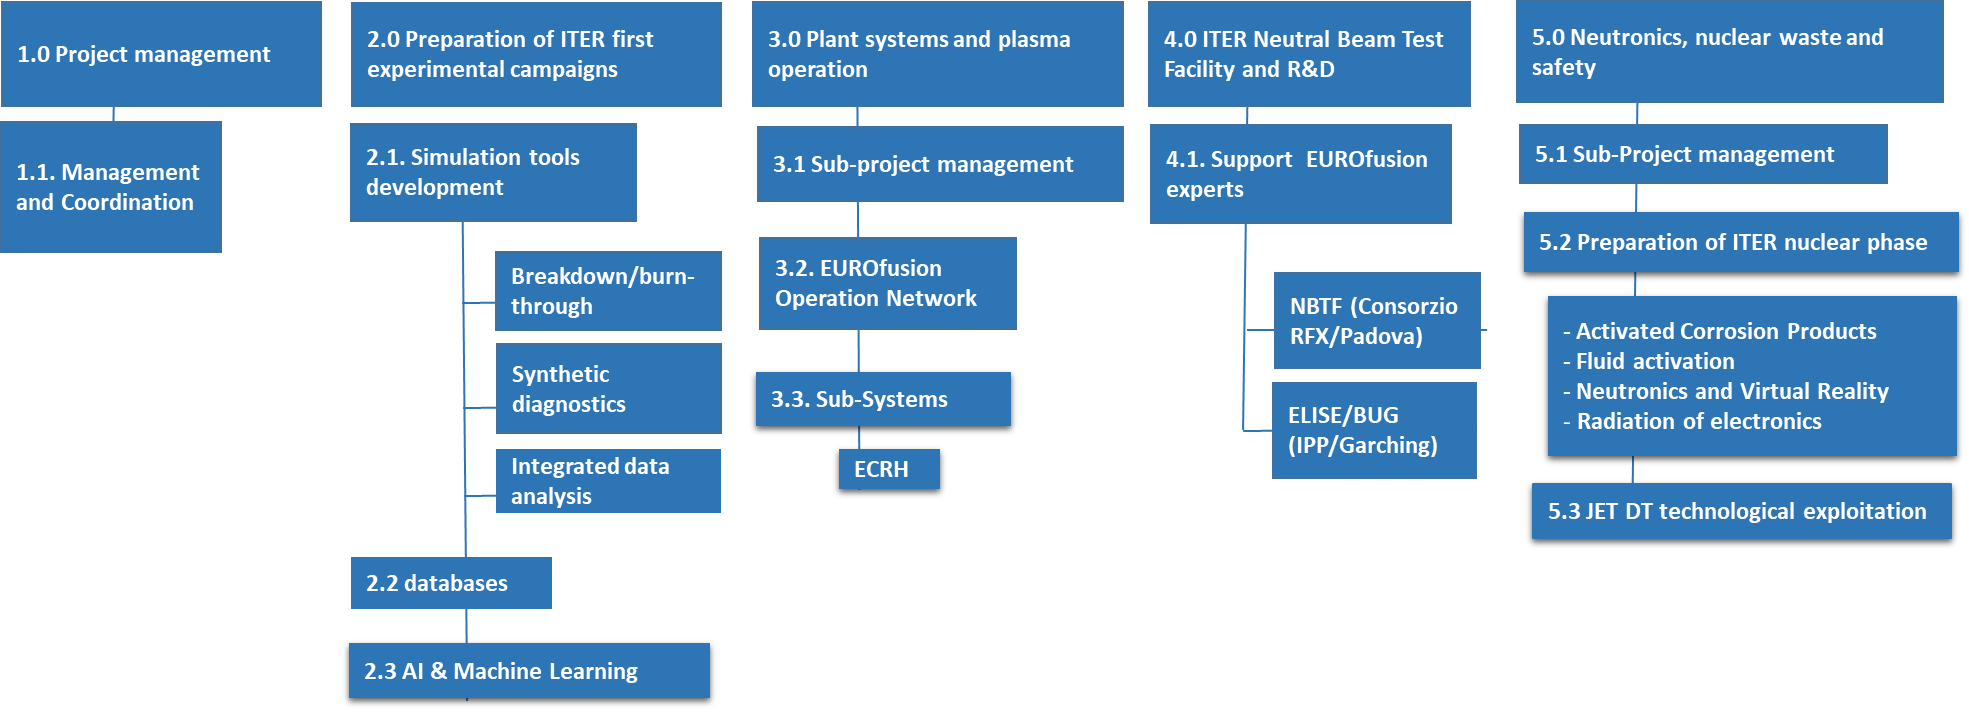 1.0 Project management
1.1. Management
and Coordination
2.0 Preparation of ITER first
experimental campaigns
2.1. Simulation tools
development
Breakdown/burn-
through
Synthetic
diagnostics
Integrated data
analysis
2.2 databases
2.3 AI & Machine Learning
3.0 Plant systems and plasma
operation
3.1 Sub-project management
3.2. EUROfusion
Operation Network
3.3. Sub-Systems
ECRH
4.0 ITER Neutral Beam Test
Facility and R&D
4.1. Support EUROfusion
experts
NBTF (Consorzio
RFX/Padova)
ELISE/BUG
(IPP/Garching)
5.0 Neutronics, nuclear waste and
safety
5.1 Sub-Project management
5.2 Preparation of ITER nuclear phase
- Activated Corrosion Products
- Fluid activation
- Neutronics and Virtual Reality
- Radiation of electronics
5.3 JET DT technological exploitation